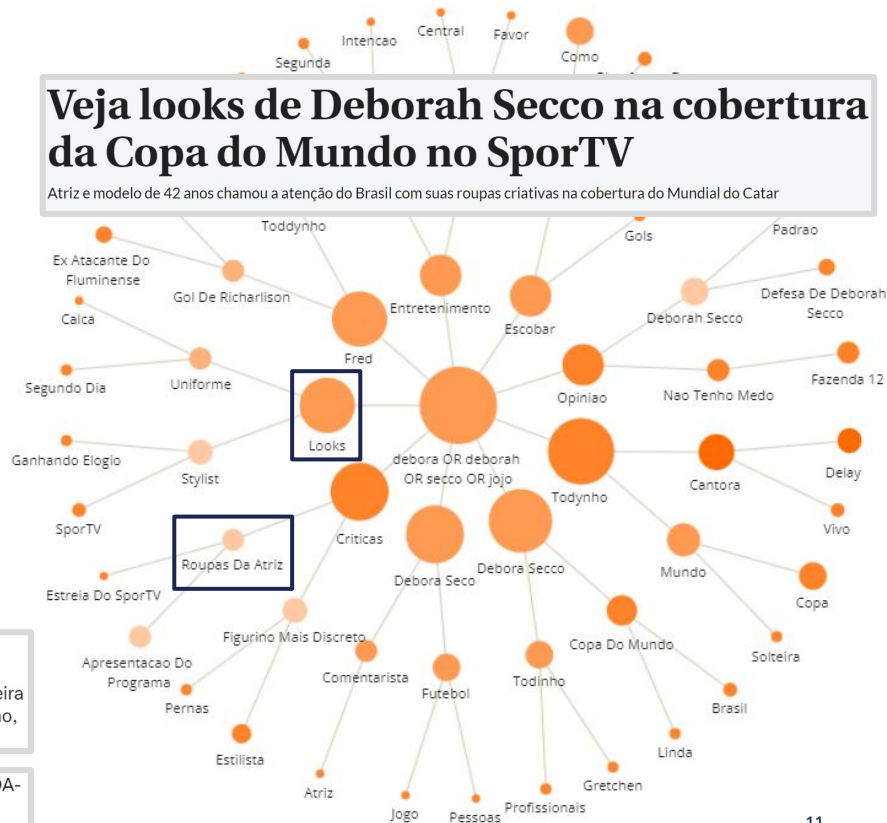 Intencao
Central
Favor
Segunda
Como
Veja looks de Deborah Secco na cobertura
da Copa do Mundo no SporTV
Atriz e modelo de 42 anos chamou a atenção do Brasil com suas roupas criativas na cobertura do Mundial do Catar
Toddynho
Gols
Padrao
Ex Atacante Do
Fluminense
Gol De Richarlison
Entretenimento
Escobar
Deborah Secco
Defesa De Deborah
Secco
Calca
Fred
Segundo Dia
Uniforme
Opiniao
Nao Tenho Medo
Fazenda 12
Looks
debora OR deborah
OR secco OR jojo
Ganhando Elogio
Stylist
Todynho
Cantora
Delay
SporTV
Criticas
Vivo
Roupas Da Atriz
Debora Seco
Debora Secco
Mundo
Estreia Do SporTV
Copa
Figurino Mais Discreto
Copa Do Mundo
Solteira
Apresentacao Do
Programa
Comentarista
Futebol
Todinho
Pernas
Brasil
Estilista
Linda
Atriz
Gretchen
Jogo
Pessoas
Profissionais
11